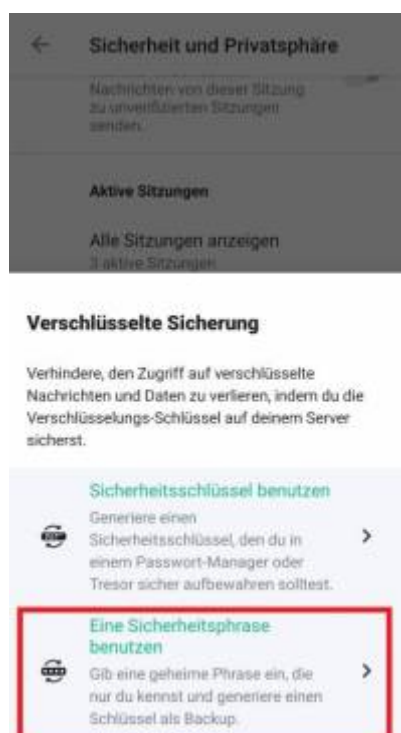 Sicherheit und Privatsphäre
Nachrichten von dieser Sitzung
zu unverifizierten Sitzungen
senden.
Aktive Sitzungen
Alle Sitzungen anzeigen
3 aktive Sitzungen
Verschlüsselte Sicherung
Verhindere, den Zugriff auf verschlüsselte
Nachrichten und Daten zu verlieren, indem du die
Verschlüsselungs-Schlüssel auf deinem Server
sicherst.
Sicherheitsschlüssel benutzen
Generiere einen
Sicherheitsschlüssel, den du in
einem Passwort-Manager oder
Tresor sicher aufbewahren solltest.
Eine Sicherheitsphrase
benutzen
Gib eine geheime Phrase ein, die
nur du kennst und generiere einen
Schlüssel als Backup.